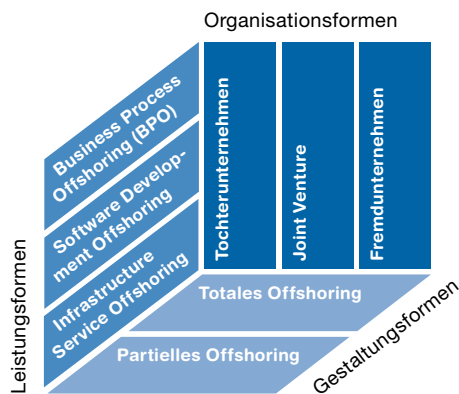 Organisationsformen
Business Process
Offshoring (BPO)
Software Develop-
ment Offshoring
Infrastructure
Service Offshoring
Tochterunternehmen
Joint Venture
Fremdunternehmen
Totales Offshoring
Partielles Offshoring
Leistungsformen
Gestaltungsformen